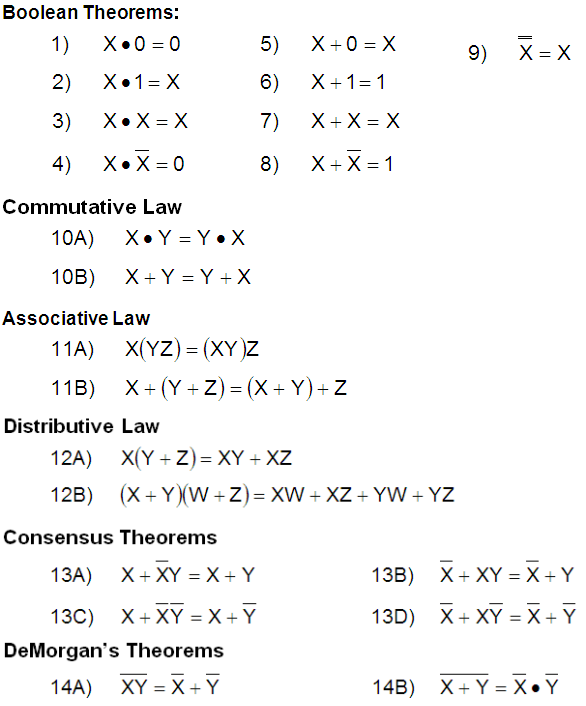 Boolean Theorems:
1) X•0 = 0 5) X+0 = X 9) X̿ = X
2) X•1 = X 6) X+1 = 1
3) X•X = X 7) X+X = X
4) X•X̅ = 0 8) X+X̅ = 1
Commutative Law
10A) X•Y = Y•X
10B) X+Y = Y+X
Associative Law
11A) X(YZ) = (XY)Z
11B) X+(Y+Z) = (X+Y)+Z
Distributive Law
12A) X(Y+Z) = XY+XZ
12B) (X+Y)(W+Z) = XW+XZ+YW+YZ
Consensus Theorems
13A) X+X̅Y = X+Y 13B) X̅+XY = X̅+Y
13C) X+X̅Y̅ = X+Y̅ 13D) X̅+XY̅ = X̅+Y̅
DeMorgan's Theorems
14A) X̅Y̅ = X̅+Y̅ 14B) X̅+̅Y̅ = X̅•Y̅